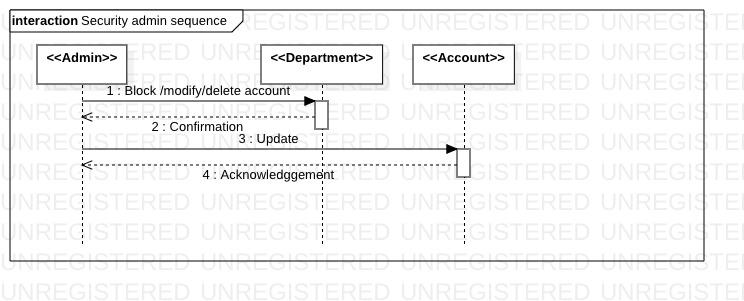 interaction Security admin sequence
<<Admin>> <<Department>> <<Account>>
1 : Block /modify/delete account
2 : Confirmation
3 : Update
4 : Acknowledggement
UNREGISTERED UNREGISTERED UNREGISTERED UNREGISTERED